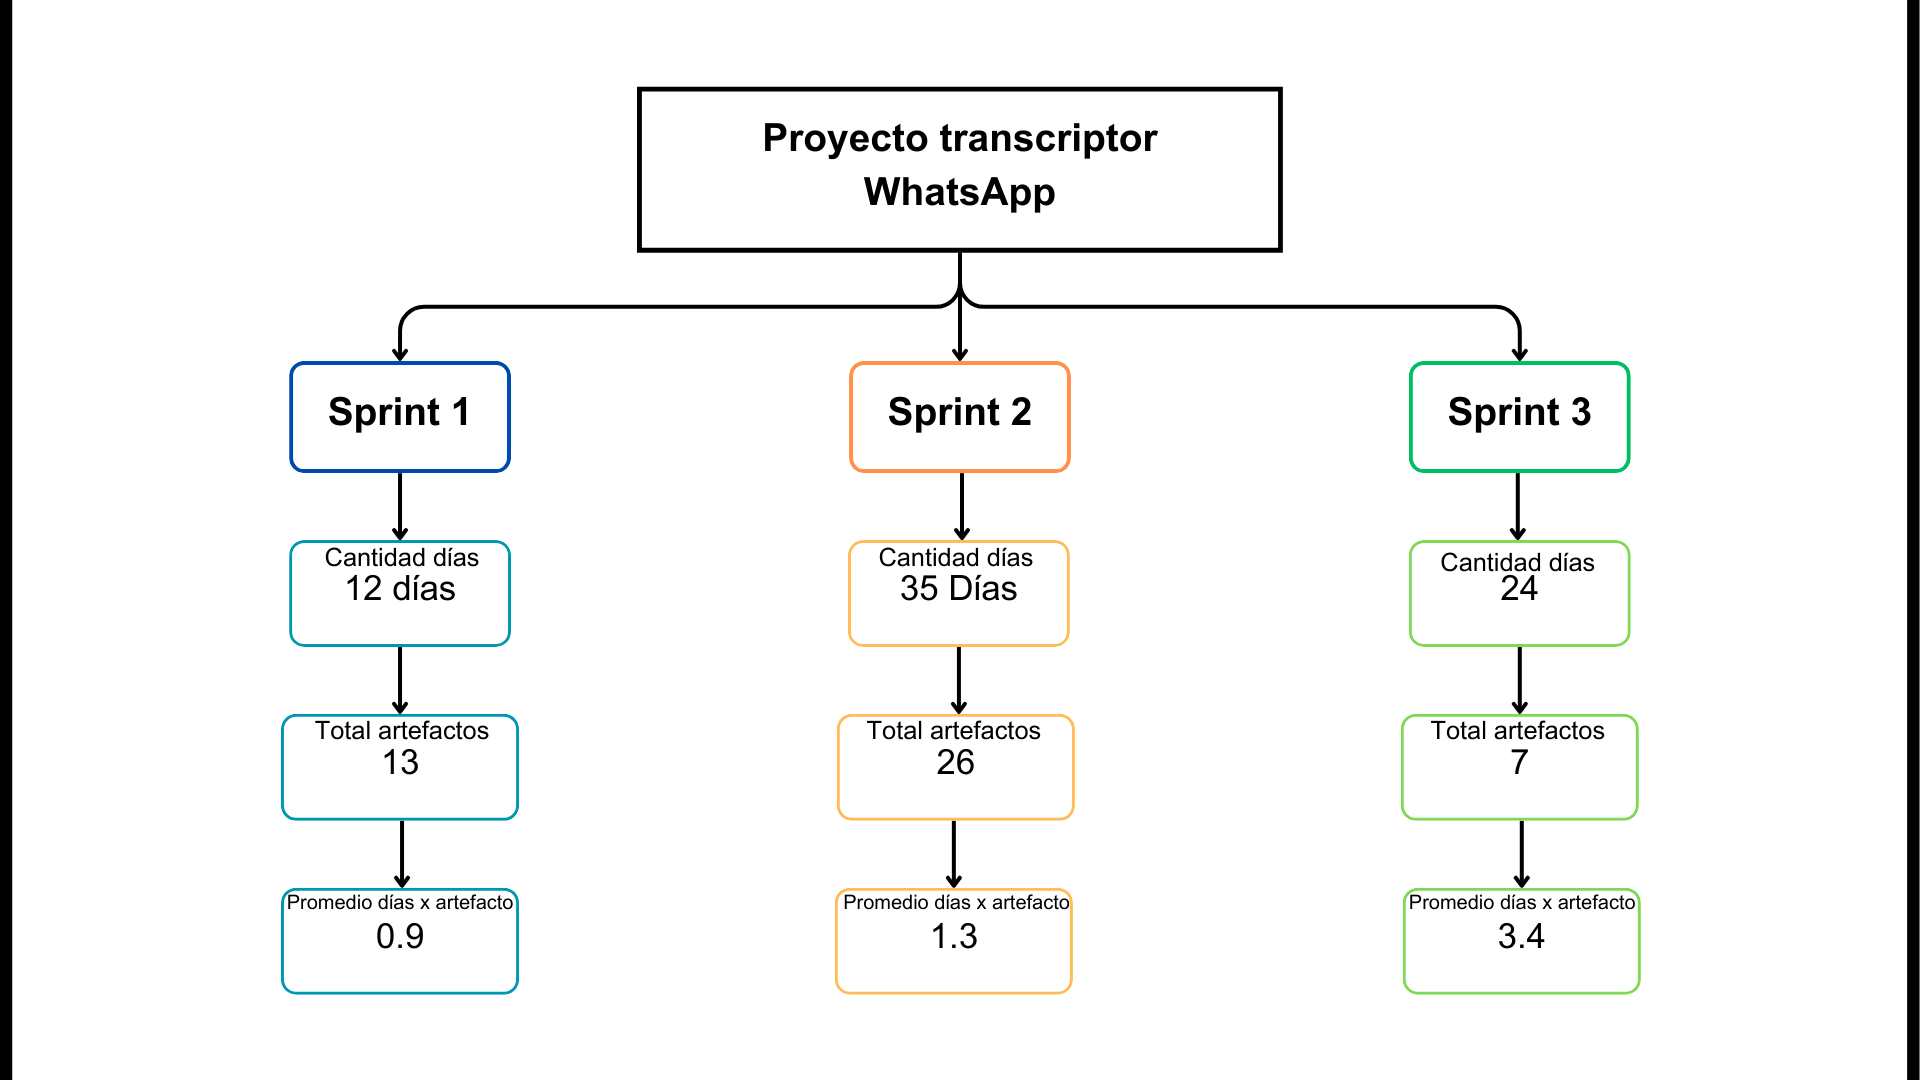 Proyecto transcriptor
WhatsApp
Sprint 1
Sprint 2
Sprint 3
Cantidad días
12 días
Cantidad días
35 Días
Cantidad días
24
Total artefactos
13
Total artefactos
26
Total artefactos
7
Promedio días x artefacto
0.9
Promedio días x artefacto
1.3
Promedio días x artefacto
3.4